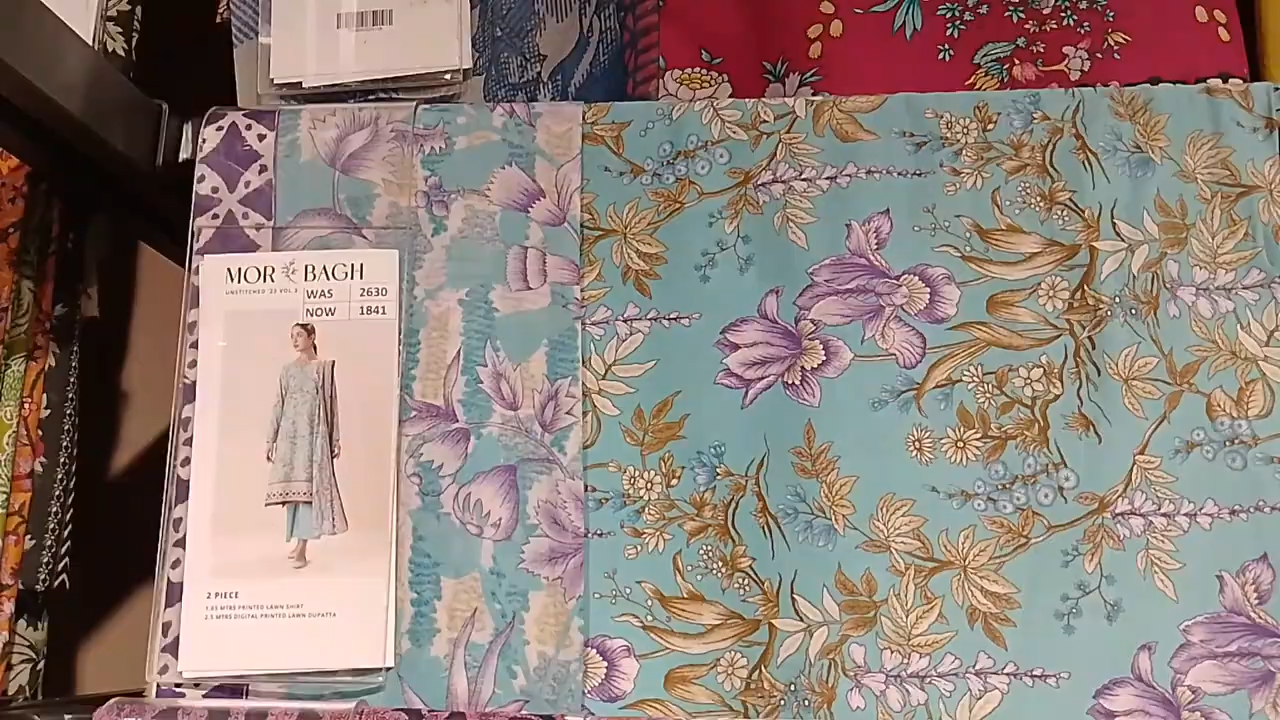 MOR BAGH
UNSTITCHED '23 VOL 3
WAS 2630
NOW 1841
2 PIECE
1.85 MTRS PRINTED LAWN SHIRT
2.5 MTRS DIGITAL PRINTED LAWN DUPATTA